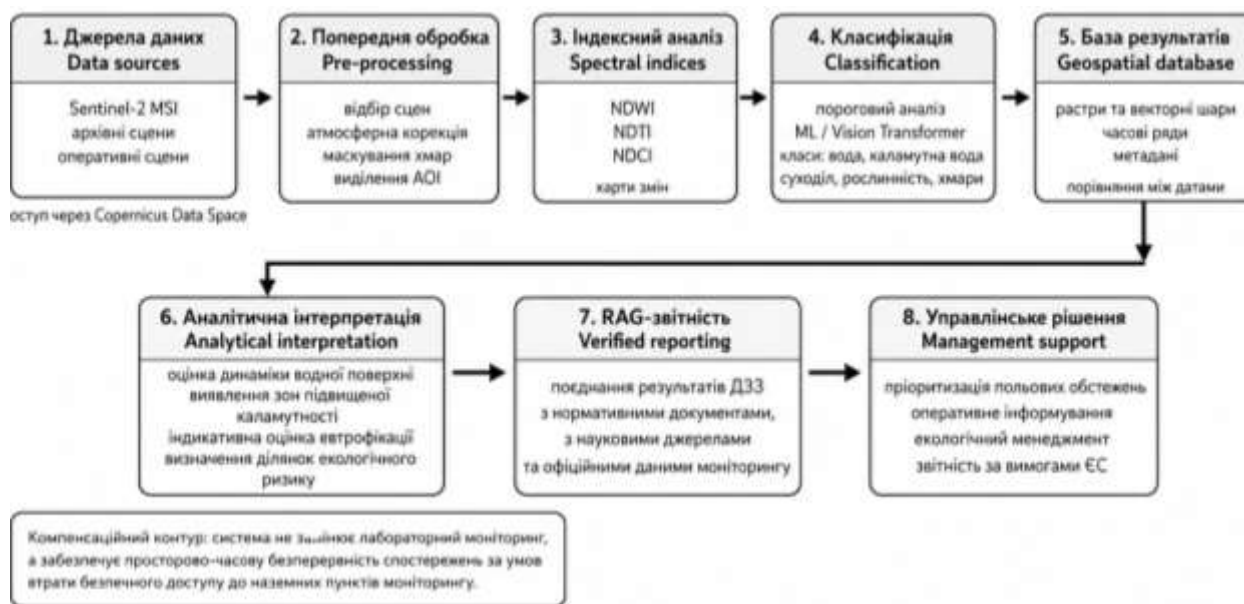 1. Джерела даних
Data sources
Sentinel-2 MSI
архівні сцени
оперативні сцени
оступ через Copernicus Data Space
2. Попередня обробка
Pre-processing
відбір сцен
атмосферна корекція
маскування хмар
виділення AOI
3. Індексний аналіз
Spectral indices
NDWI
NDTI
NDCI
карти змін
4. Класифікація
Classification
пороговий аналіз
ML / Vision Transformer
класи: вода, каламутна вода
суходіл, рослинність, хмари
5. База результатів
Geospatial database
растри та векторні шари
часові ряди
метадані
порівняння між датами
6. Аналітична інтерпретація
Analytical interpretation
оцінка динаміки водної поверхні
виявлення зон підвищеної
каламутності
індикативна оцінка евтрофікації
визначення ділянок екологічного
ризику
7. RAG-звітність
Verified reporting
поєднання результатів ДЗЗ
з нормативними документами,
з науковими джерелами
та офіційними даними моніторингу
8. Управлінське рішення
Management support
пріоритизація польових обстежень
оперативне інформування
екологічний менеджмент
звітність за вимогами ЄС
Компенсаційний контур: система не лабораторний моніторинг,
а забезпечує просторово-часову безперервність спостережень за умов
втрати безпечного доступу до наземних пунктів моніторингу.